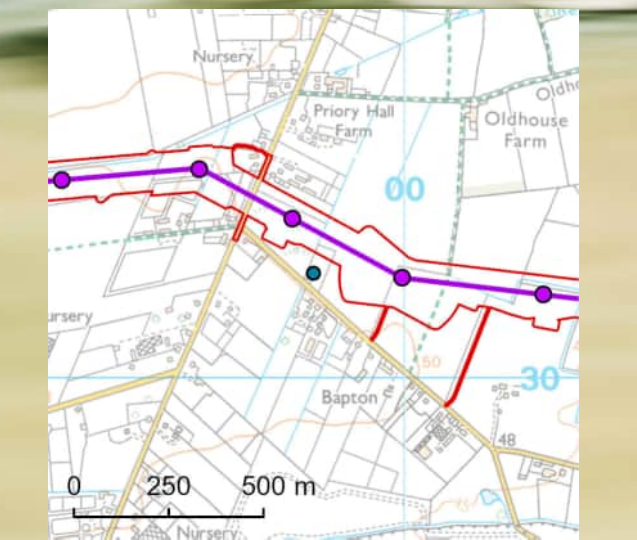 Nursery
Priory Hall
Farm
Oldhouse
Farm
00
50
Bapton
30
48
0 250 500 m
Nursery